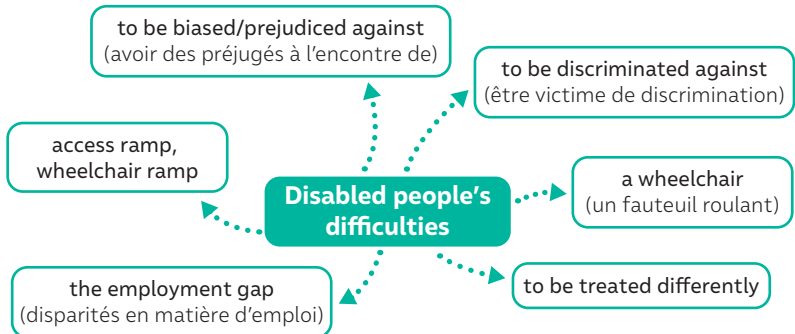 to be biased/prejudiced against
(avoir des préjugés à l’encontre de)
to be discriminated against
(être victime de discrimination)
access ramp,
wheelchair ramp
Disabled people’s
difficulties
a wheelchair
(un fauteuil roulant)
the employment gap
(disparités en matière d’emploi)
to be treated differently